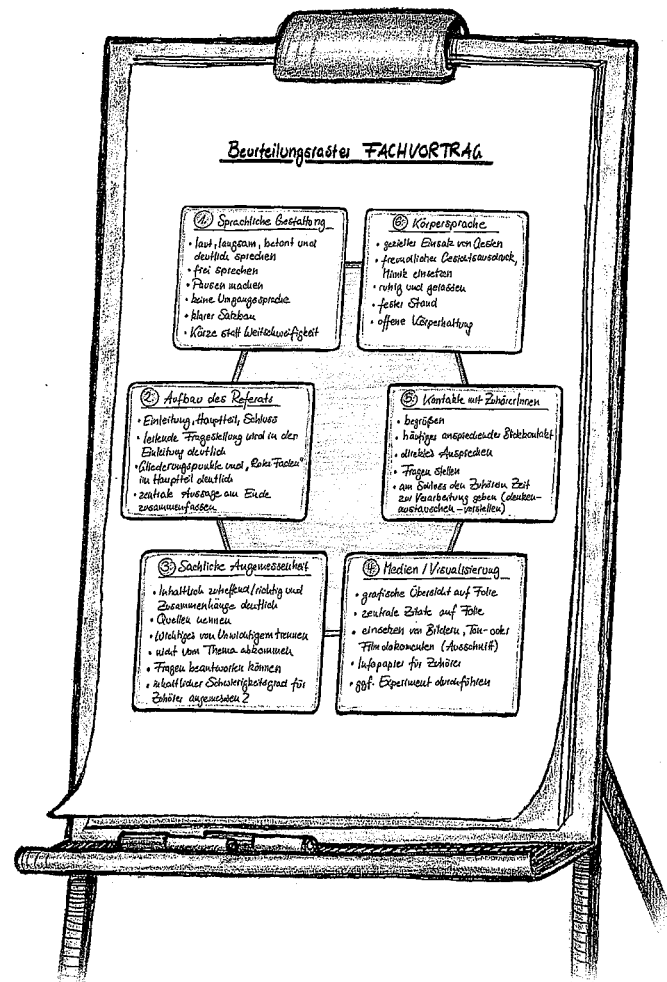 Beurteilungsraster FACHVORTRAG
1. Sprachliche Gestaltung
• laut, langsam, betont und
deutlich sprechen
• frei sprechen
• Pausen machen
• keine Umgangssprache
• klarer Satzbau
• Kürze statt Weitschweifigkeit
2. Aufbau des Referats
• Einleitung, Hauptteil, Schluss
• leitende Fragestellung wird in der
Einleitung deutlich
• Gliederungspunkte und „Roter Faden"
im Hauptteil deutlich
• zentrale Aussage am Ende
zusammenfassen
3. Sachliche Angemessenheit
• Inhaltlich zutreffend/richtig und
Zusammenhänge deutlich
• Quellen nennen
• Wichtiges von Unwichtigem trennen
• nicht vom Thema abkommen
• Fragen beantworten können
• inhaltlicher Schwierigkeitsgrad für
Zuhörer angemessen?
4. Medien / Visualisierung
• grafische Übersicht auf Folie
• zentrale Zitate auf Folie
• einsetzen von Bildern, Ton- oder
Filmdokumenten (Ausschnitt)
• Infopapier für Zuhörer
• ggf. Experiment durchführen
5. Kontakte mit ZuhörerInnen
• begrüßen
• häufiger ansprechender Blickkontakt
• direktes Ansprechen
• Fragen stellen
• am Schluss den Zuhörern Zeit
zur Verarbeitung geben (denken-
austauschen-vorstellen)
6. Körpersprache
• gezielter Einsatz von Gesten
• freundlicher Gesichtsausdruck,
Mimik einsetzen
• ruhig und gelassen
• fester Stand
• offene Körperhaltung